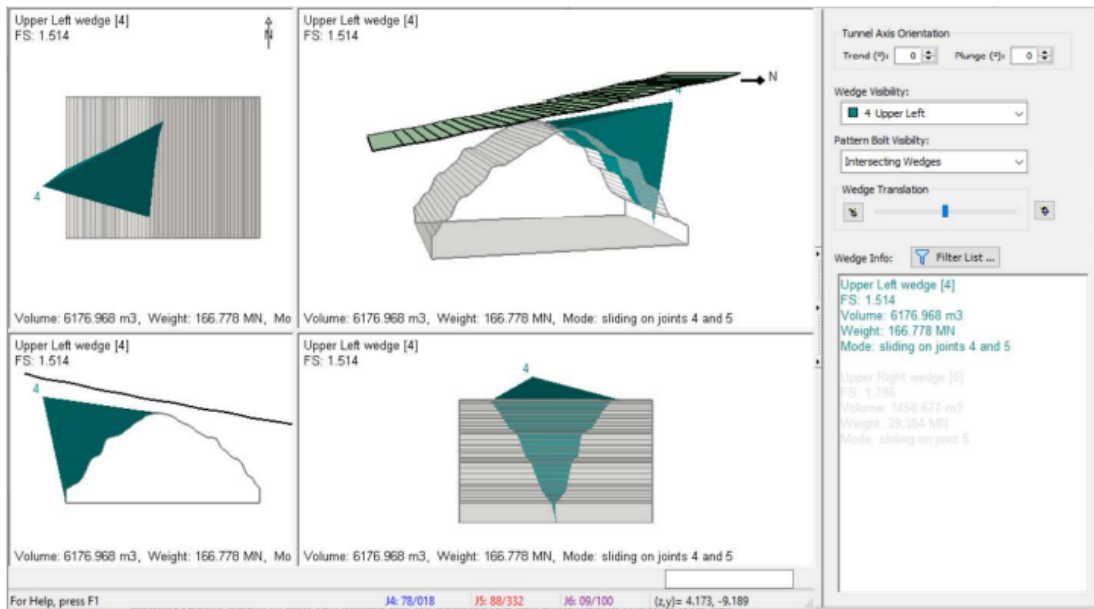 Upper Left wedge [4]
FS: 1.514
N
4
Volume: 6176.968 m3, Weight: 166.778 MN, Mo
Upper Left wedge [4]
FS: 1.514
N
4
Volume: 6176.968 m3, Weight: 166.778 MN, Mode: sliding on joints 4 and 5
Upper Left wedge [4]
FS: 1.514
4
Volume: 6176.968 m3, Weight: 166.778 MN, Mo
Upper Left wedge [4]
FS: 1.514
4
Volume: 6176.968 m3, Weight: 166.778 MN, Mode: sliding on joints 4 and 5
Tunnel Axis Orientation
Trend (°): 0 Plunge (°): 0
Wedge Visibility:
4 Upper Left
Pattern Bolt Visibilty:
Intersecting Wedges
Wedge Translation
Wedge Info: Filter List ...
Upper Left wedge [4]
FS: 1.514
Volume: 6176.968 m3
Weight: 166.778 MN
Mode: sliding on joints 4 and 5
Upper Right wedge [6]
FS: 1.796
Volume: 1458.677 m3
Weight: 39.384 MN
Mode: sliding on joint 5
For Help, press F1 J4: 78/018 J5: 88/332 J6: 09/100 (z,y)= 4.173, -9.189